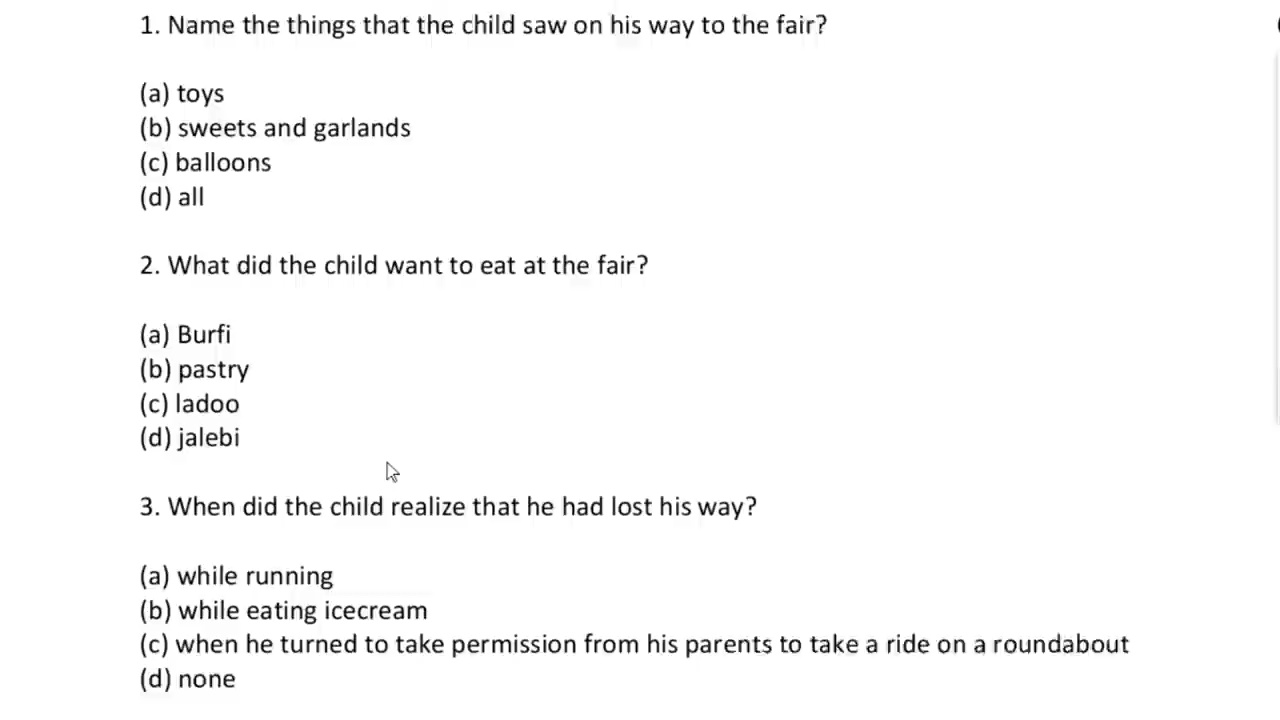 1. Name the things that the child saw on his way to the fair?
(a) toys
(b) sweets and garlands
(c) balloons
(d) all
2. What did the child want to eat at the fair?
(a) Burfi
(b) pastry
(c) ladoo
(d) jalebi
3. When did the child realize that he had lost his way?
(a) while running
(b) while eating icecream
(c) when he turned to take permission from his parents to take a ride on a roundabout
(d) none